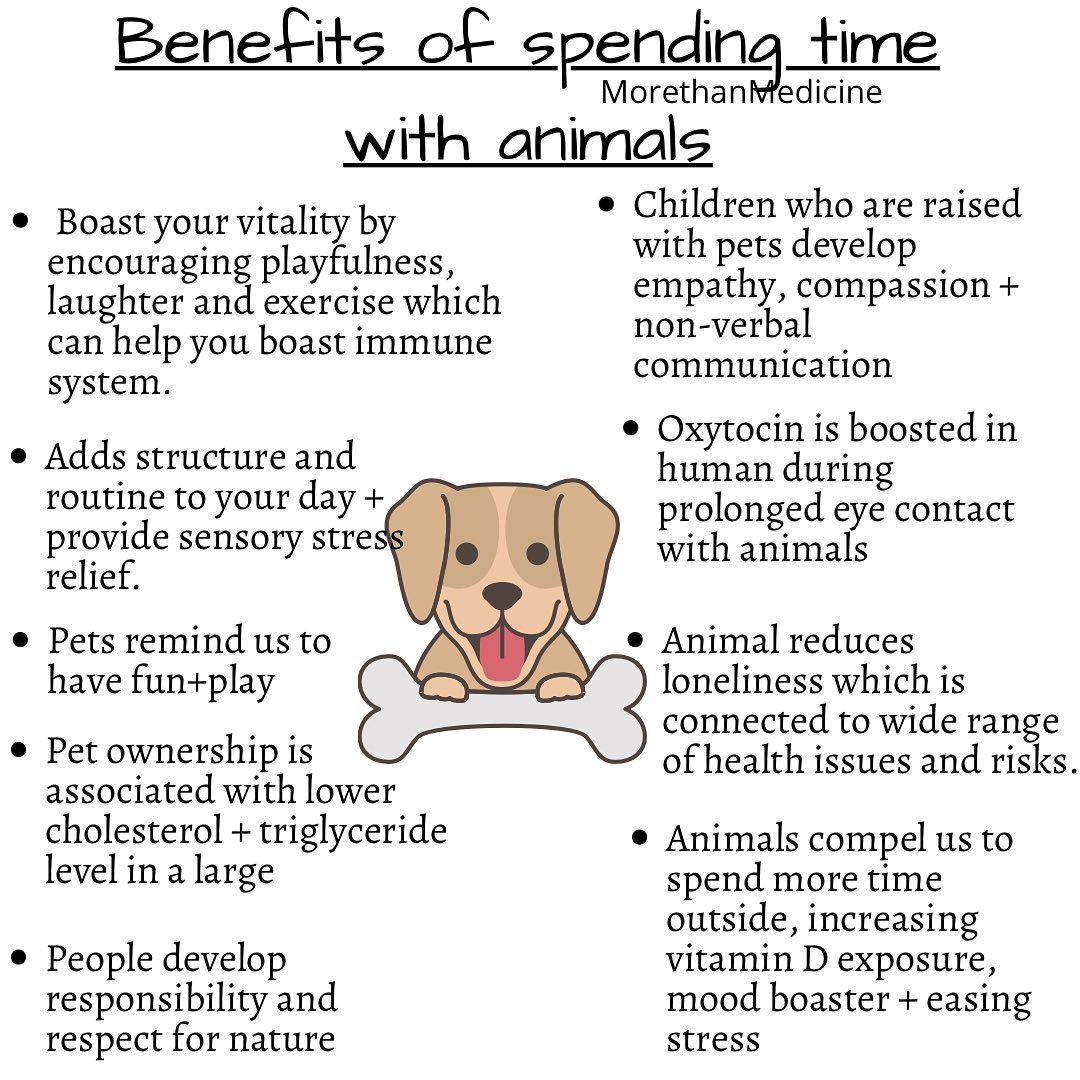 Benefits of spending time
MorethanMedicine
with animals
• Boast your vitality by
encouraging playfulness,
laughter and exercise which
can help you boast immune
system.
• Adds structure and
routine to your day +
provide sensory stress
relief.
• Pets remind us to
have fun+play
• Pet ownership is
associated with lower
cholesterol + triglyceride
level in a large
• People develop
responsibility and
respect for nature
• Children who are raised
with pets develop
empathy, compassion +
non-verbal
communication
• Oxytocin is boosted in
human during
prolonged eye contact
with animals
• Animal reduces
loneliness which is
connected to wide range
of health issues and risks.
• Animals compel us to
spend more time
outside, increasing
vitamin D exposure,
mood boaster + easing
stress